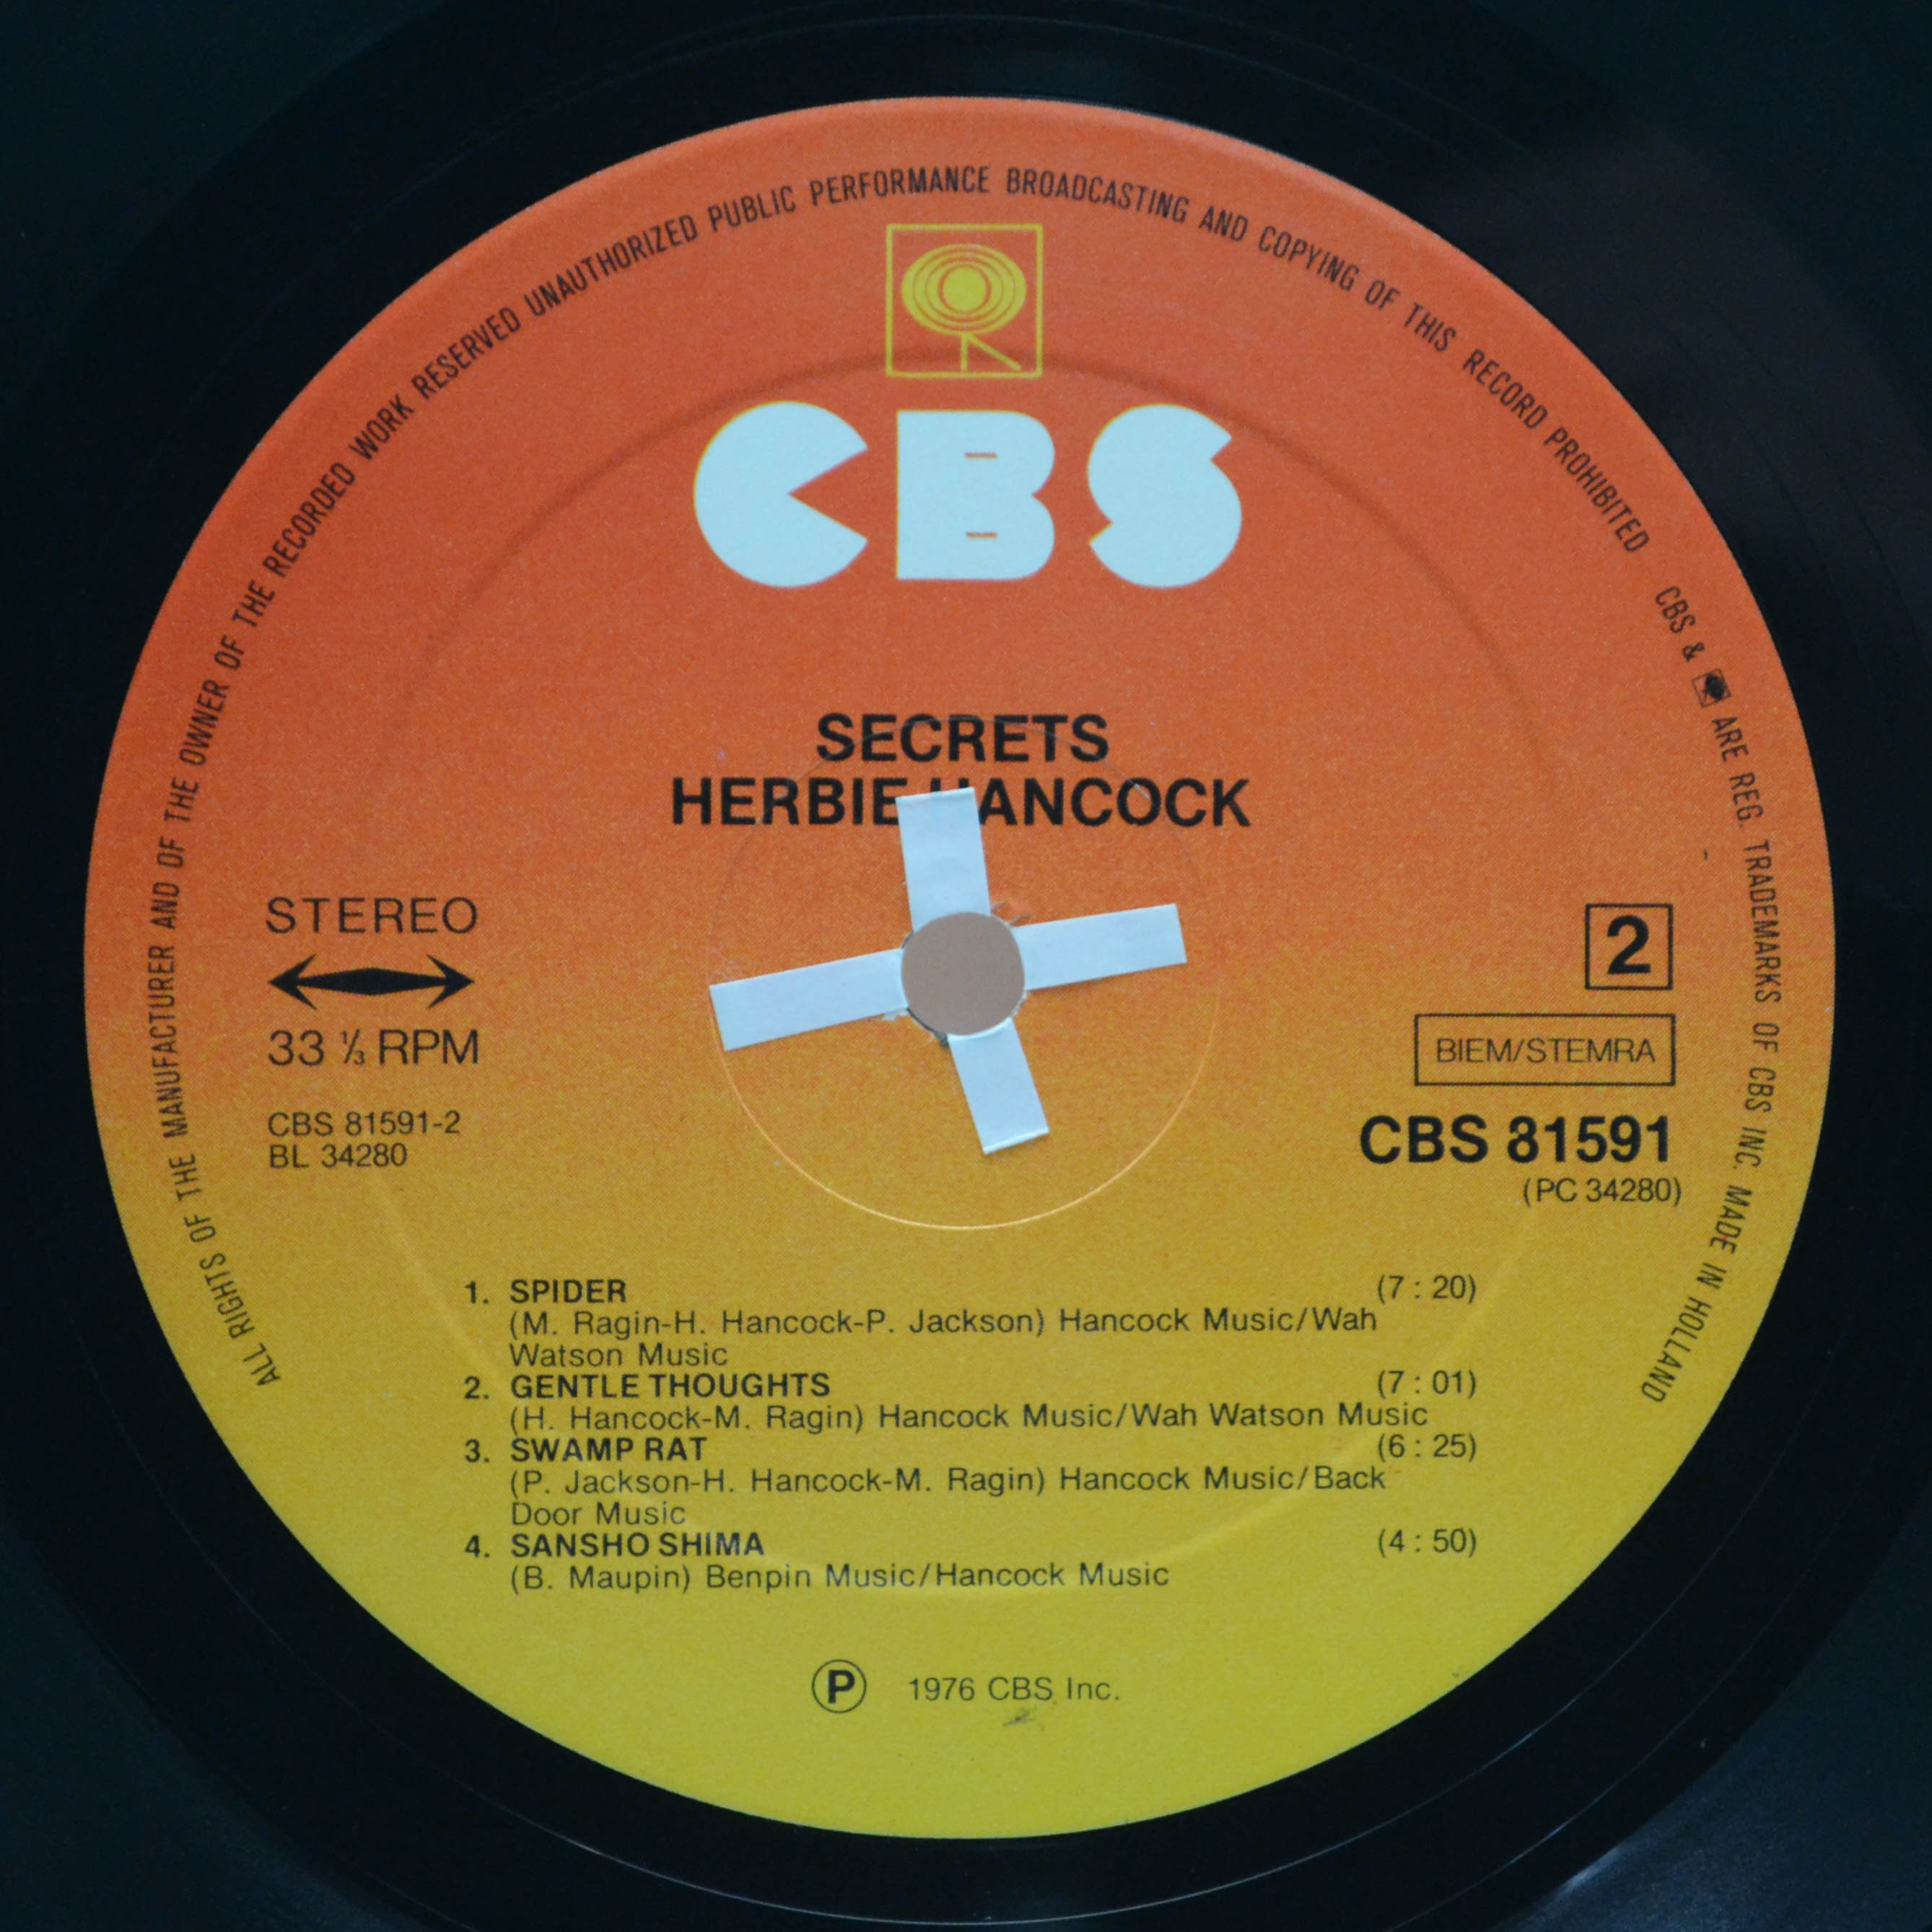 ALL RIGHTS OF THE MANUFACTURER AND OF THE OWNER OF THE RECORDED WORK RESERVED UNAUTHORIZED PUBLIC PERFORMANCE BROADCASTING AND COPYING OF THIS RECORD PROHIBITED CBS & ARE REG. TRADEMARKS OF CBS INC. MADE IN HOLLAND
CBS
SECRETS
HERBIE HANCOCK
STEREO
33 ⅓ RPM
CBS 81591-2
BL 34280
2
BIEM/STEMRA
CBS 81591
(PC 34280)
1. SPIDER (7 : 20)
(M. Ragin-H. Hancock-P. Jackson) Hancock Music/Wah
Watson Music
2. GENTLE THOUGHTS (7 : 01)
(H. Hancock-M. Ragin) Hancock Music/Wah Watson Music
3. SWAMP RAT (6 : 25)
(P. Jackson-H. Hancock-M. Ragin) Hancock Music/Back
Door Music
4. SANSHO SHIMA (4 : 50)
(B. Maupin) Benpin Music/Hancock Music
Ⓟ 1976 CBS Inc.